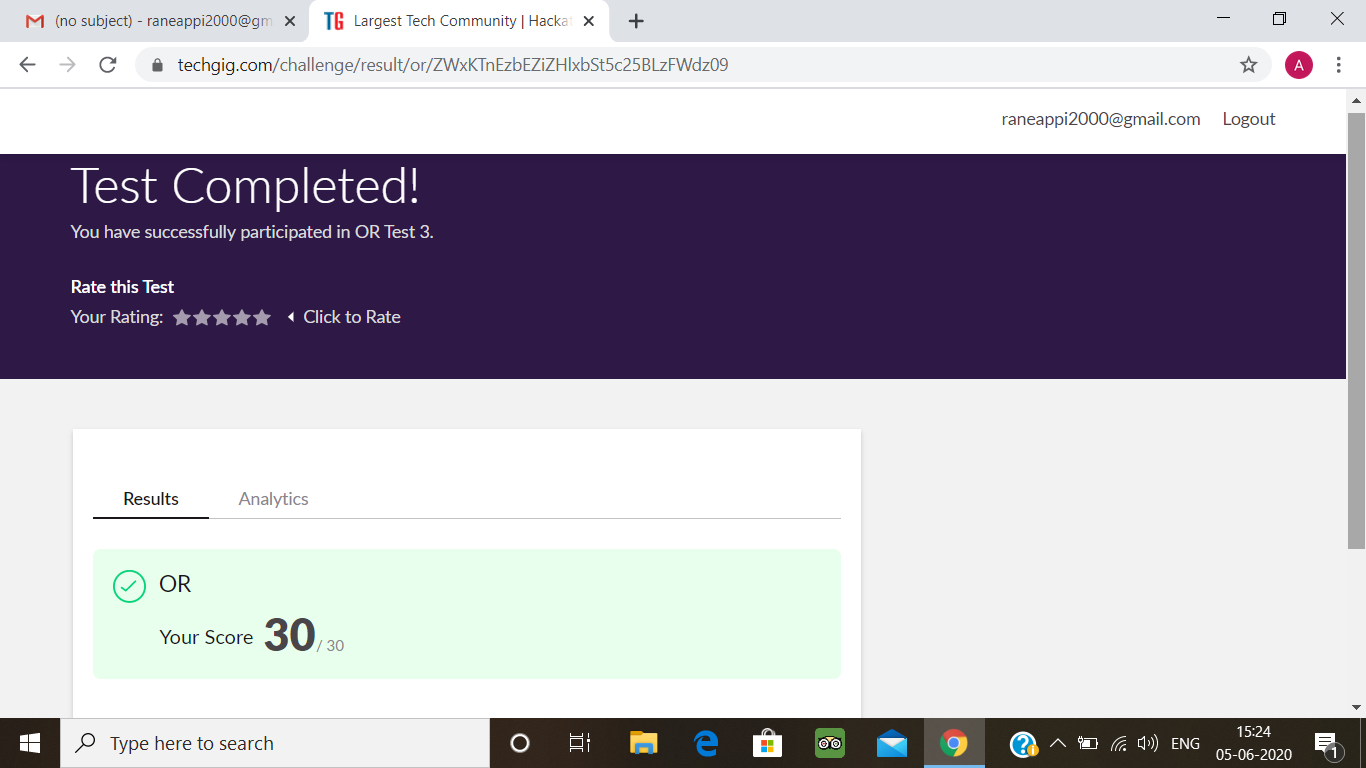 (no subject) - raneappi2000@gm
TG Largest Tech Community | Hacka
techgig.com/challenge/result/or/ZWxKTnEzbEZiZHlxbSt5c25BLzFWdz09
A
raneappi2000@gmail.com Logout
Test Completed!
You have successfully participated in OR Test 3.
Rate this Test
Your Rating: Click to Rate
Results Analytics
OR
Your Score 30 / 30
Type here to search
ENG
15:24
05-06-2020
1